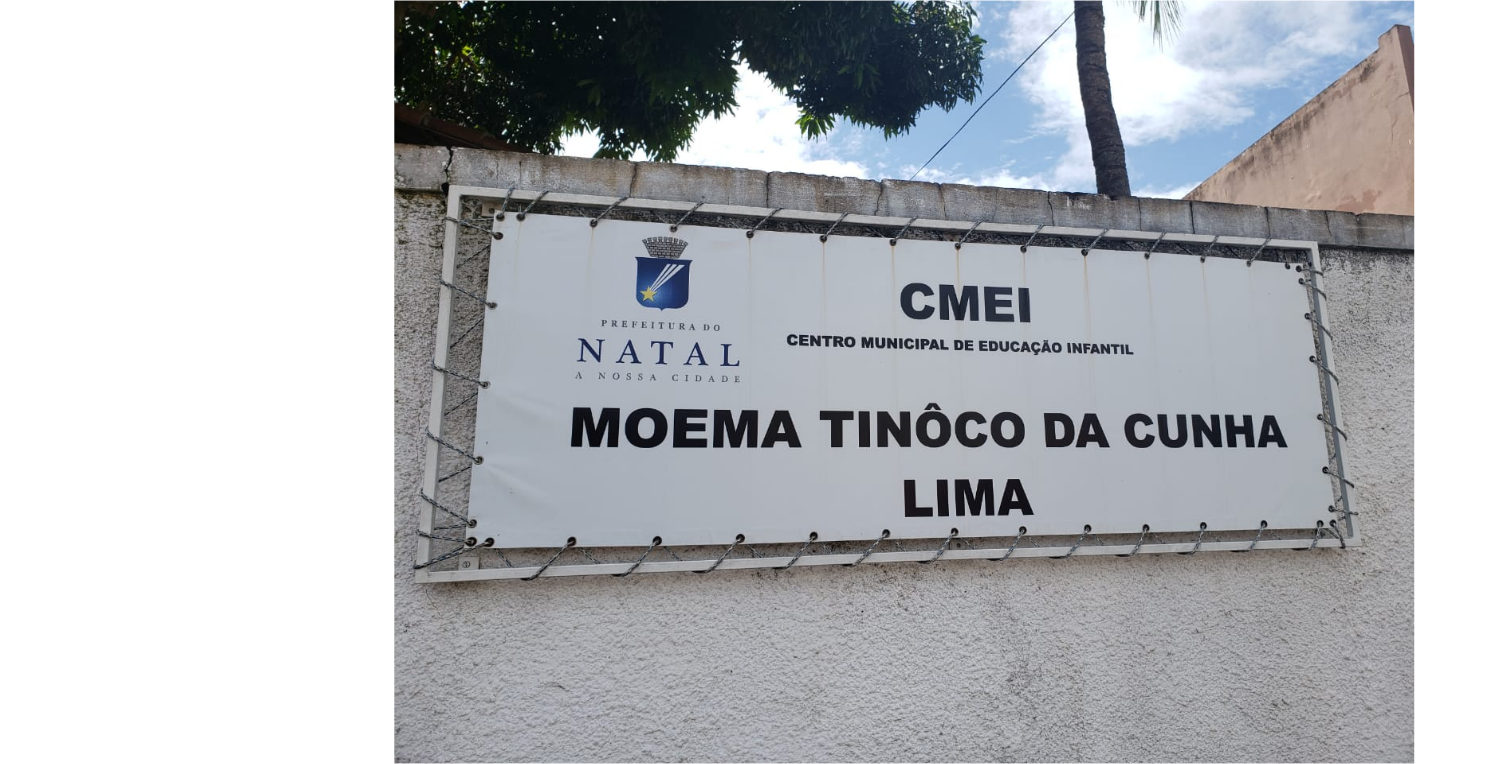 PREFEITURA DO
NATAL
A NOSSA CIDADE
CMEI
CENTRO MUNICIPAL DE EDUCAÇÃO INFANTIL
MOEMA TINÔCO DA CUNHA
LIMA